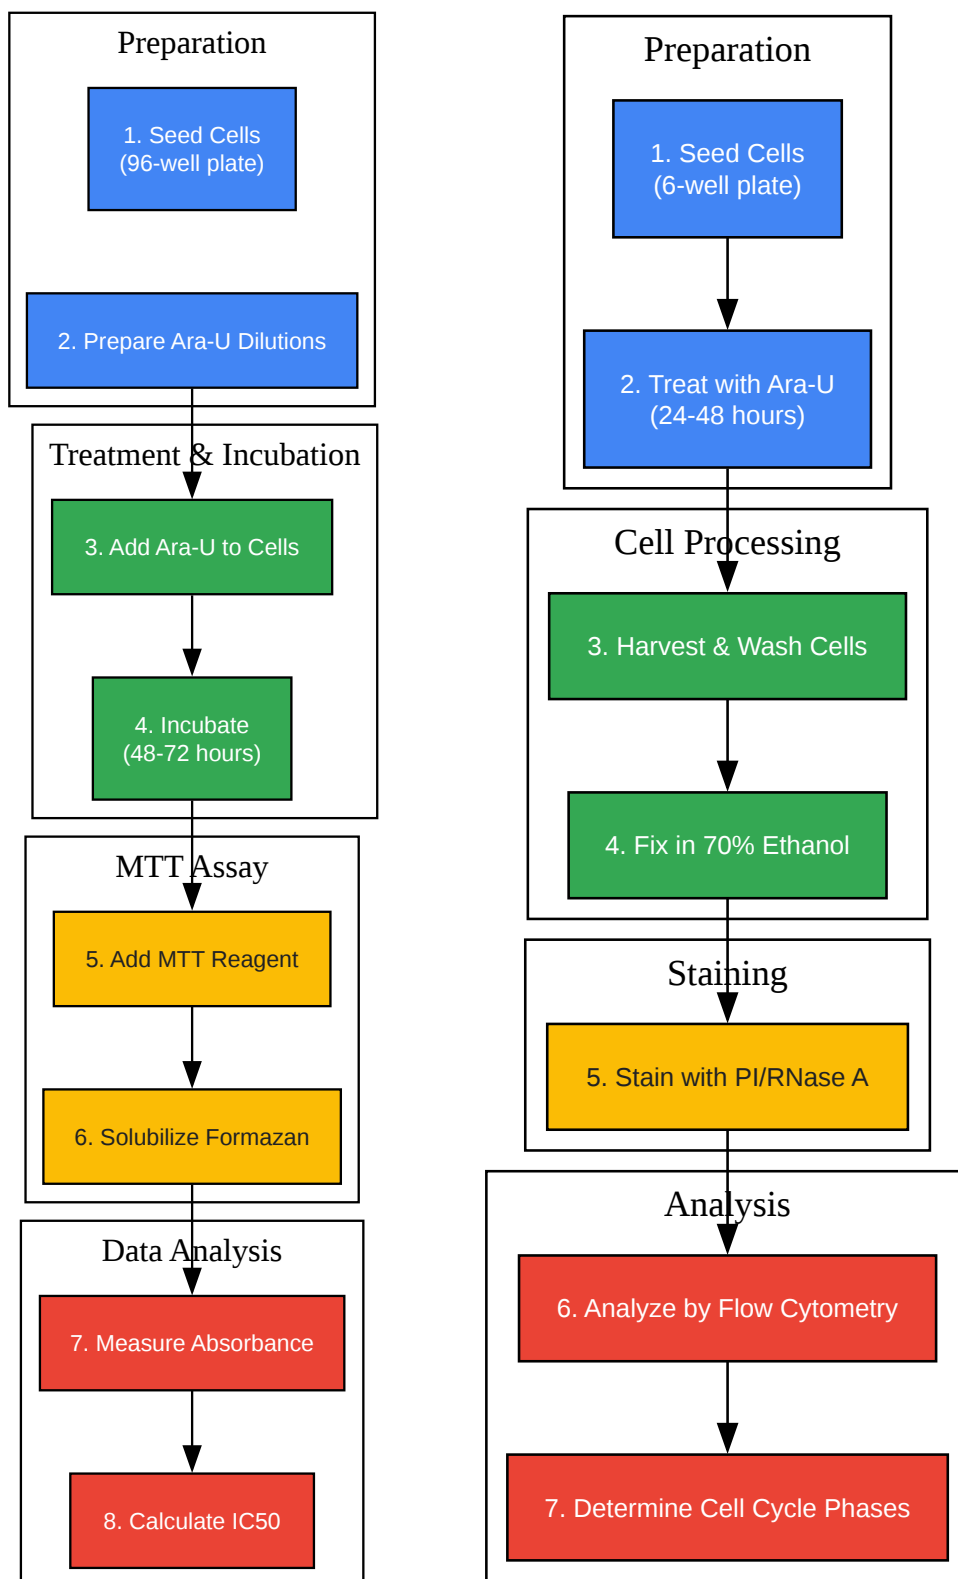 Preparation
1. Seed Cells
(96-well plate)
2. Prepare Ara-U Dilutions
Treatment & Incubation
3. Add Ara-U to Cells
4. Incubate
(48-72 hours)
MTT Assay
5. Add MTT Reagent
6. Solubilize Formazan
Data Analysis
7. Measure Absorbance
8. Calculate IC50
Preparation
1. Seed Cells
(6-well plate)
2. Treat with Ara-U
(24-48 hours)
Cell Processing
3. Harvest & Wash Cells
4. Fix in 70% Ethanol
Staining
5. Stain with PI/RNase A
Analysis
6. Analyze by Flow Cytometry
7. Determine Cell Cycle Phases